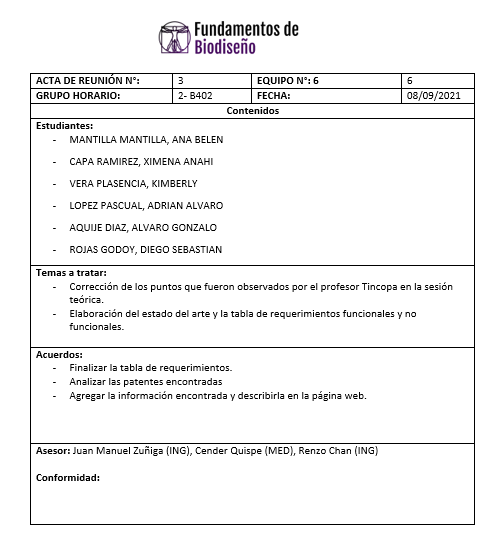 Fundamentos de
Biodiseño
ACTA DE REUNIÓN N°: 3 EQUIPO N°: 6 6
GRUPO HORARIO: 2- B402 FECHA: 08/09/2021
Contenidos
Estudiantes:
- MANTILLA MANTILLA, ANA BELEN
- CAPA RAMIREZ, XIMENA ANAHI
- VERA PLASENCIA, KIMBERLY
- LOPEZ PASCUAL, ADRIAN ALVARO
- AQUIJE DIAZ, ALVARO GONZALO
- ROJAS GODOY, DIEGO SEBASTIAN
Temas a tratar:
- Corrección de los puntos que fueron observados por el profesor Tincopa en la sesión
teórica.
- Elaboración del estado del arte y la tabla de requerimientos funcionales y no
funcionales.
Acuerdos:
- Finalizar la tabla de requerimientos.
- Analizar las patentes encontradas
- Agregar la información encontrada y describirla en la página web.
Asesor: Juan Manuel Zuñiga (ING), Cender Quispe (MED), Renzo Chan (ING)
Conformidad: